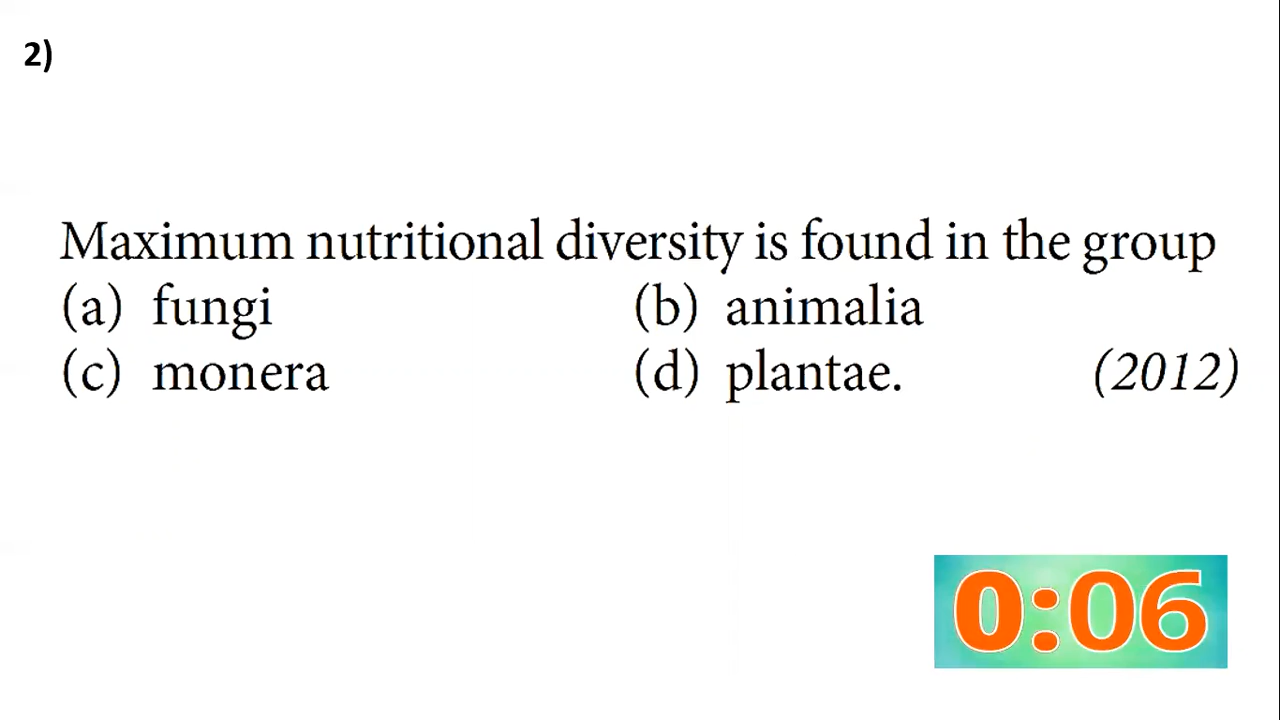 2)
Maximum nutritional diversity is found in the group
(a) fungi (b) animalia
(c) monera (d) plantae. (2012)
0:06